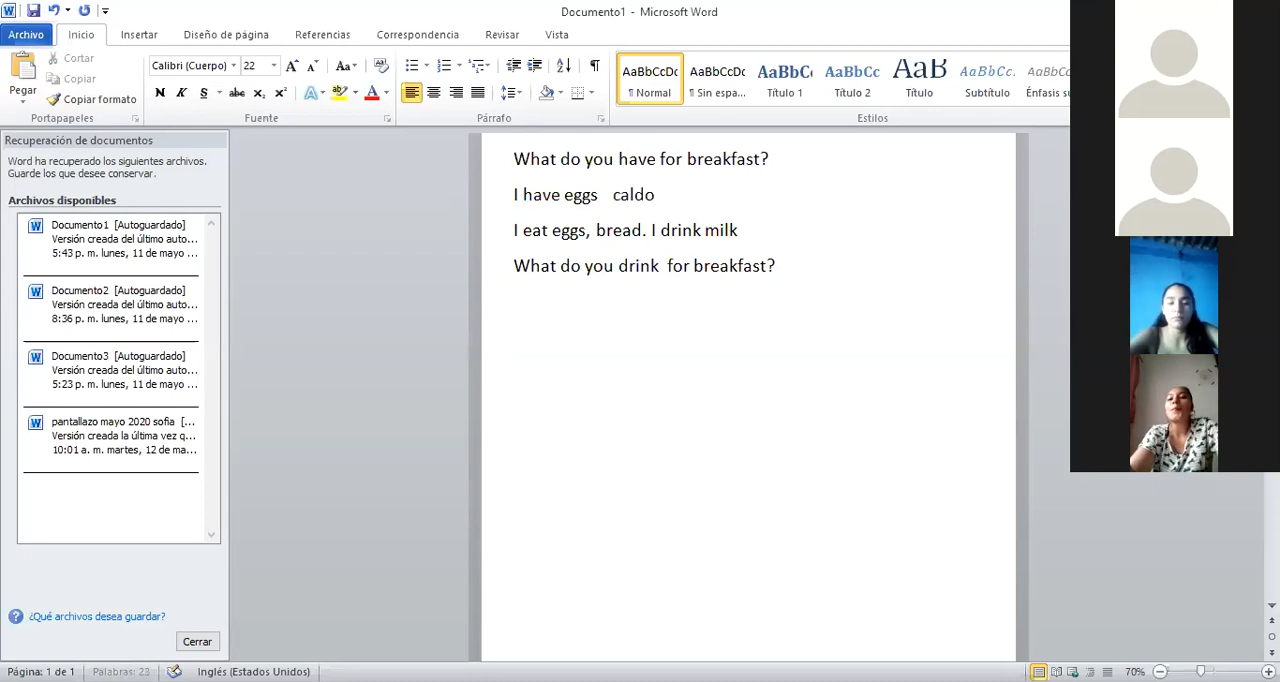 Documento1 - Microsoft Word
Archivo Inicio Insertar Diseño de página Referencias Correspondencia Revisar Vista
Cortar
Copiar
Copiar formato
Pegar
Portapapeles
Calibri (Cuerpo) 22
Fuente
Párrafo
AaBbCcDc AaBbCcDc AaBbC AaBbCc AaB AaBbCc. AaBbCc
¶ Normal ¶ Sin espa... Título 1 Título 2 Título Subtítulo Énfasis
Estilos
Recuperación de documentos
Word ha recuperado los siguientes archivos.
Guarde los que desee conservar.
Archivos disponibles
Documento1 [Autoguardado]
Versión creada del último auto...
5:43 p. m. lunes, 11 de mayo ...
Documento2 [Autoguardado]
Versión creada del último auto...
8:36 p. m. lunes, 11 de mayo ...
Documento3 [Autoguardado]
Versión creada del último auto...
5:23 p. m. lunes, 11 de mayo ...
pantallazo mayo 2020 sofia [...
Versión creada la última vez q...
10:01 a. m. martes, 12 de ma...
¿Qué archivos desea guardar?
Cerrar
What do you have for breakfast?
I have eggs caldo
I eat eggs, bread. I drink milk
What do you drink for breakfast?
Página: 1 de 1 Palabras: 23 Inglés (Estados Unidos) 70%